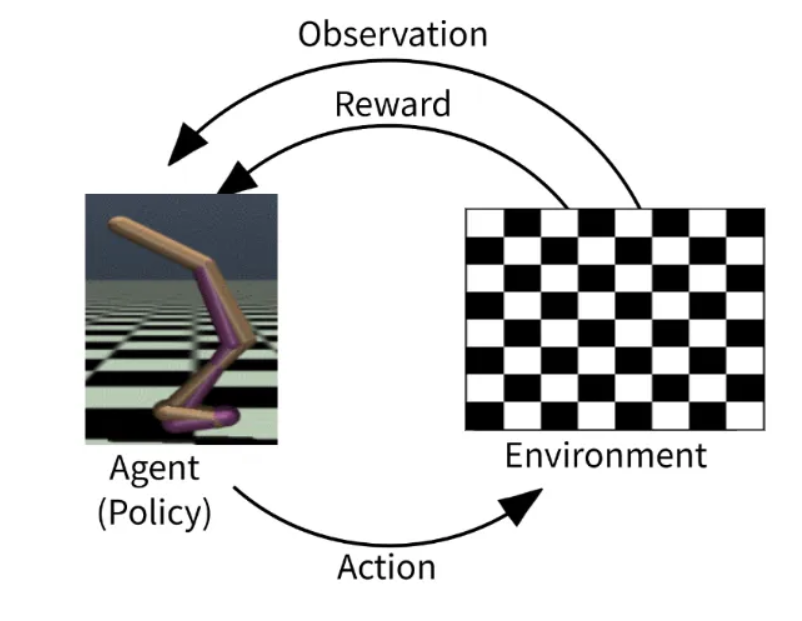 Observation
Reward
Agent
(Policy)
Environment
Action